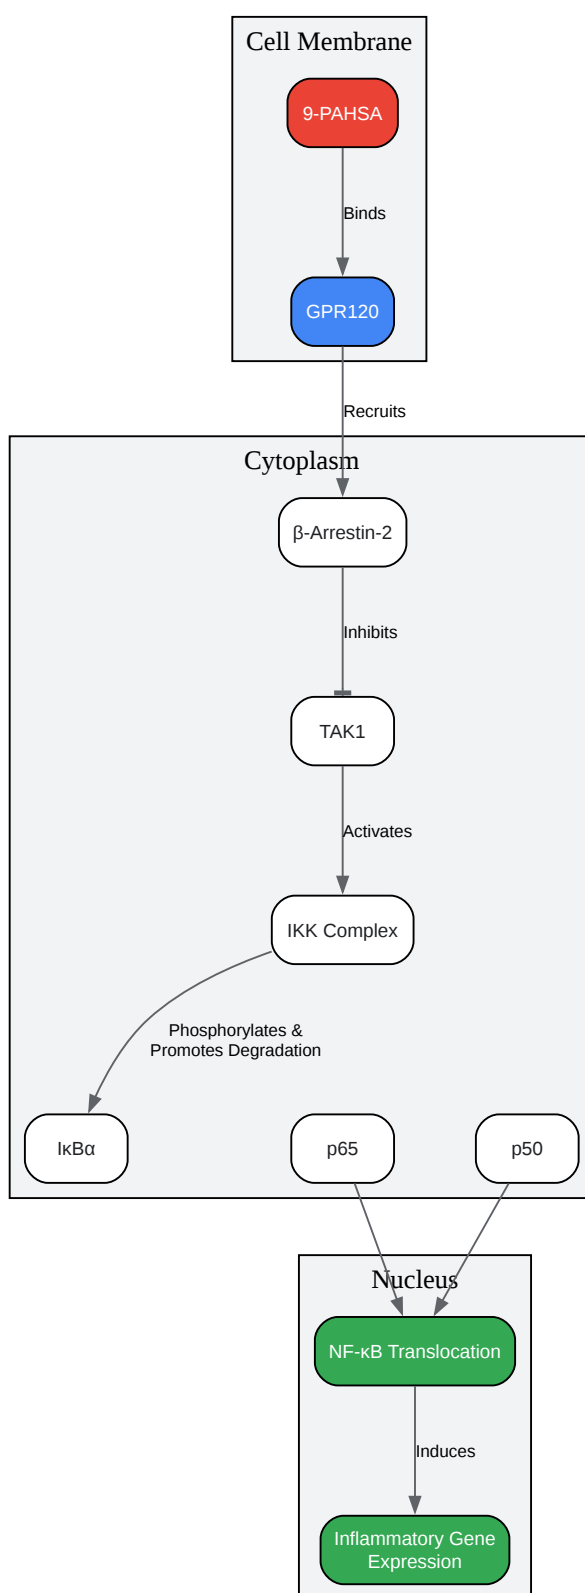 Cell Membrane
9-PAHSA
Binds
GPR120
Recruits
Cytoplasm
β-Arrestin-2
Inhibits
TAK1
Activates
IKK Complex
Phosphorylates &
Promotes Degradation
IκBα
p65
p50
Nucleus
NF-κB Translocation
Induces
Inflammatory Gene
Expression